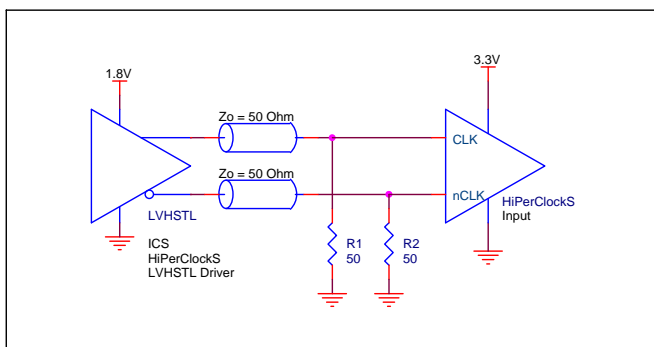 1.8V
3.3V
Zo = 50 Ohm
CLK
Zo = 50 Ohm
nCLK
HiPerClockS
Input
LVHSTL
ICS
HiPerClockS
LVHSTL Driver
R1
50
R2
50